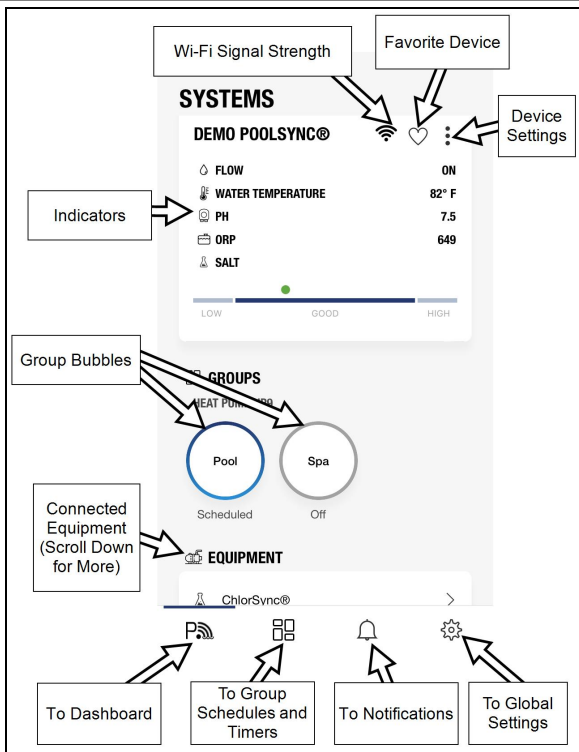 Wi-Fi Signal Strength
Favorite Device
Device
Settings
SYSTEMS
DEMO POOLSYNC®
FLOW ON
WATER TEMPERATURE 82° F
PH 7.5
ORP 649
SALT
LOW GOOD HIGH
Indicators
Group Bubbles
GROUPS
HEAT
Pool
Spa
Scheduled
Off
Connected
Equipment
(Scroll Down
for More)
EQUIPMENT
ChlorSync®
To Dashboard
To Group
Schedules and
Timers
To Notifications
To Global
Settings